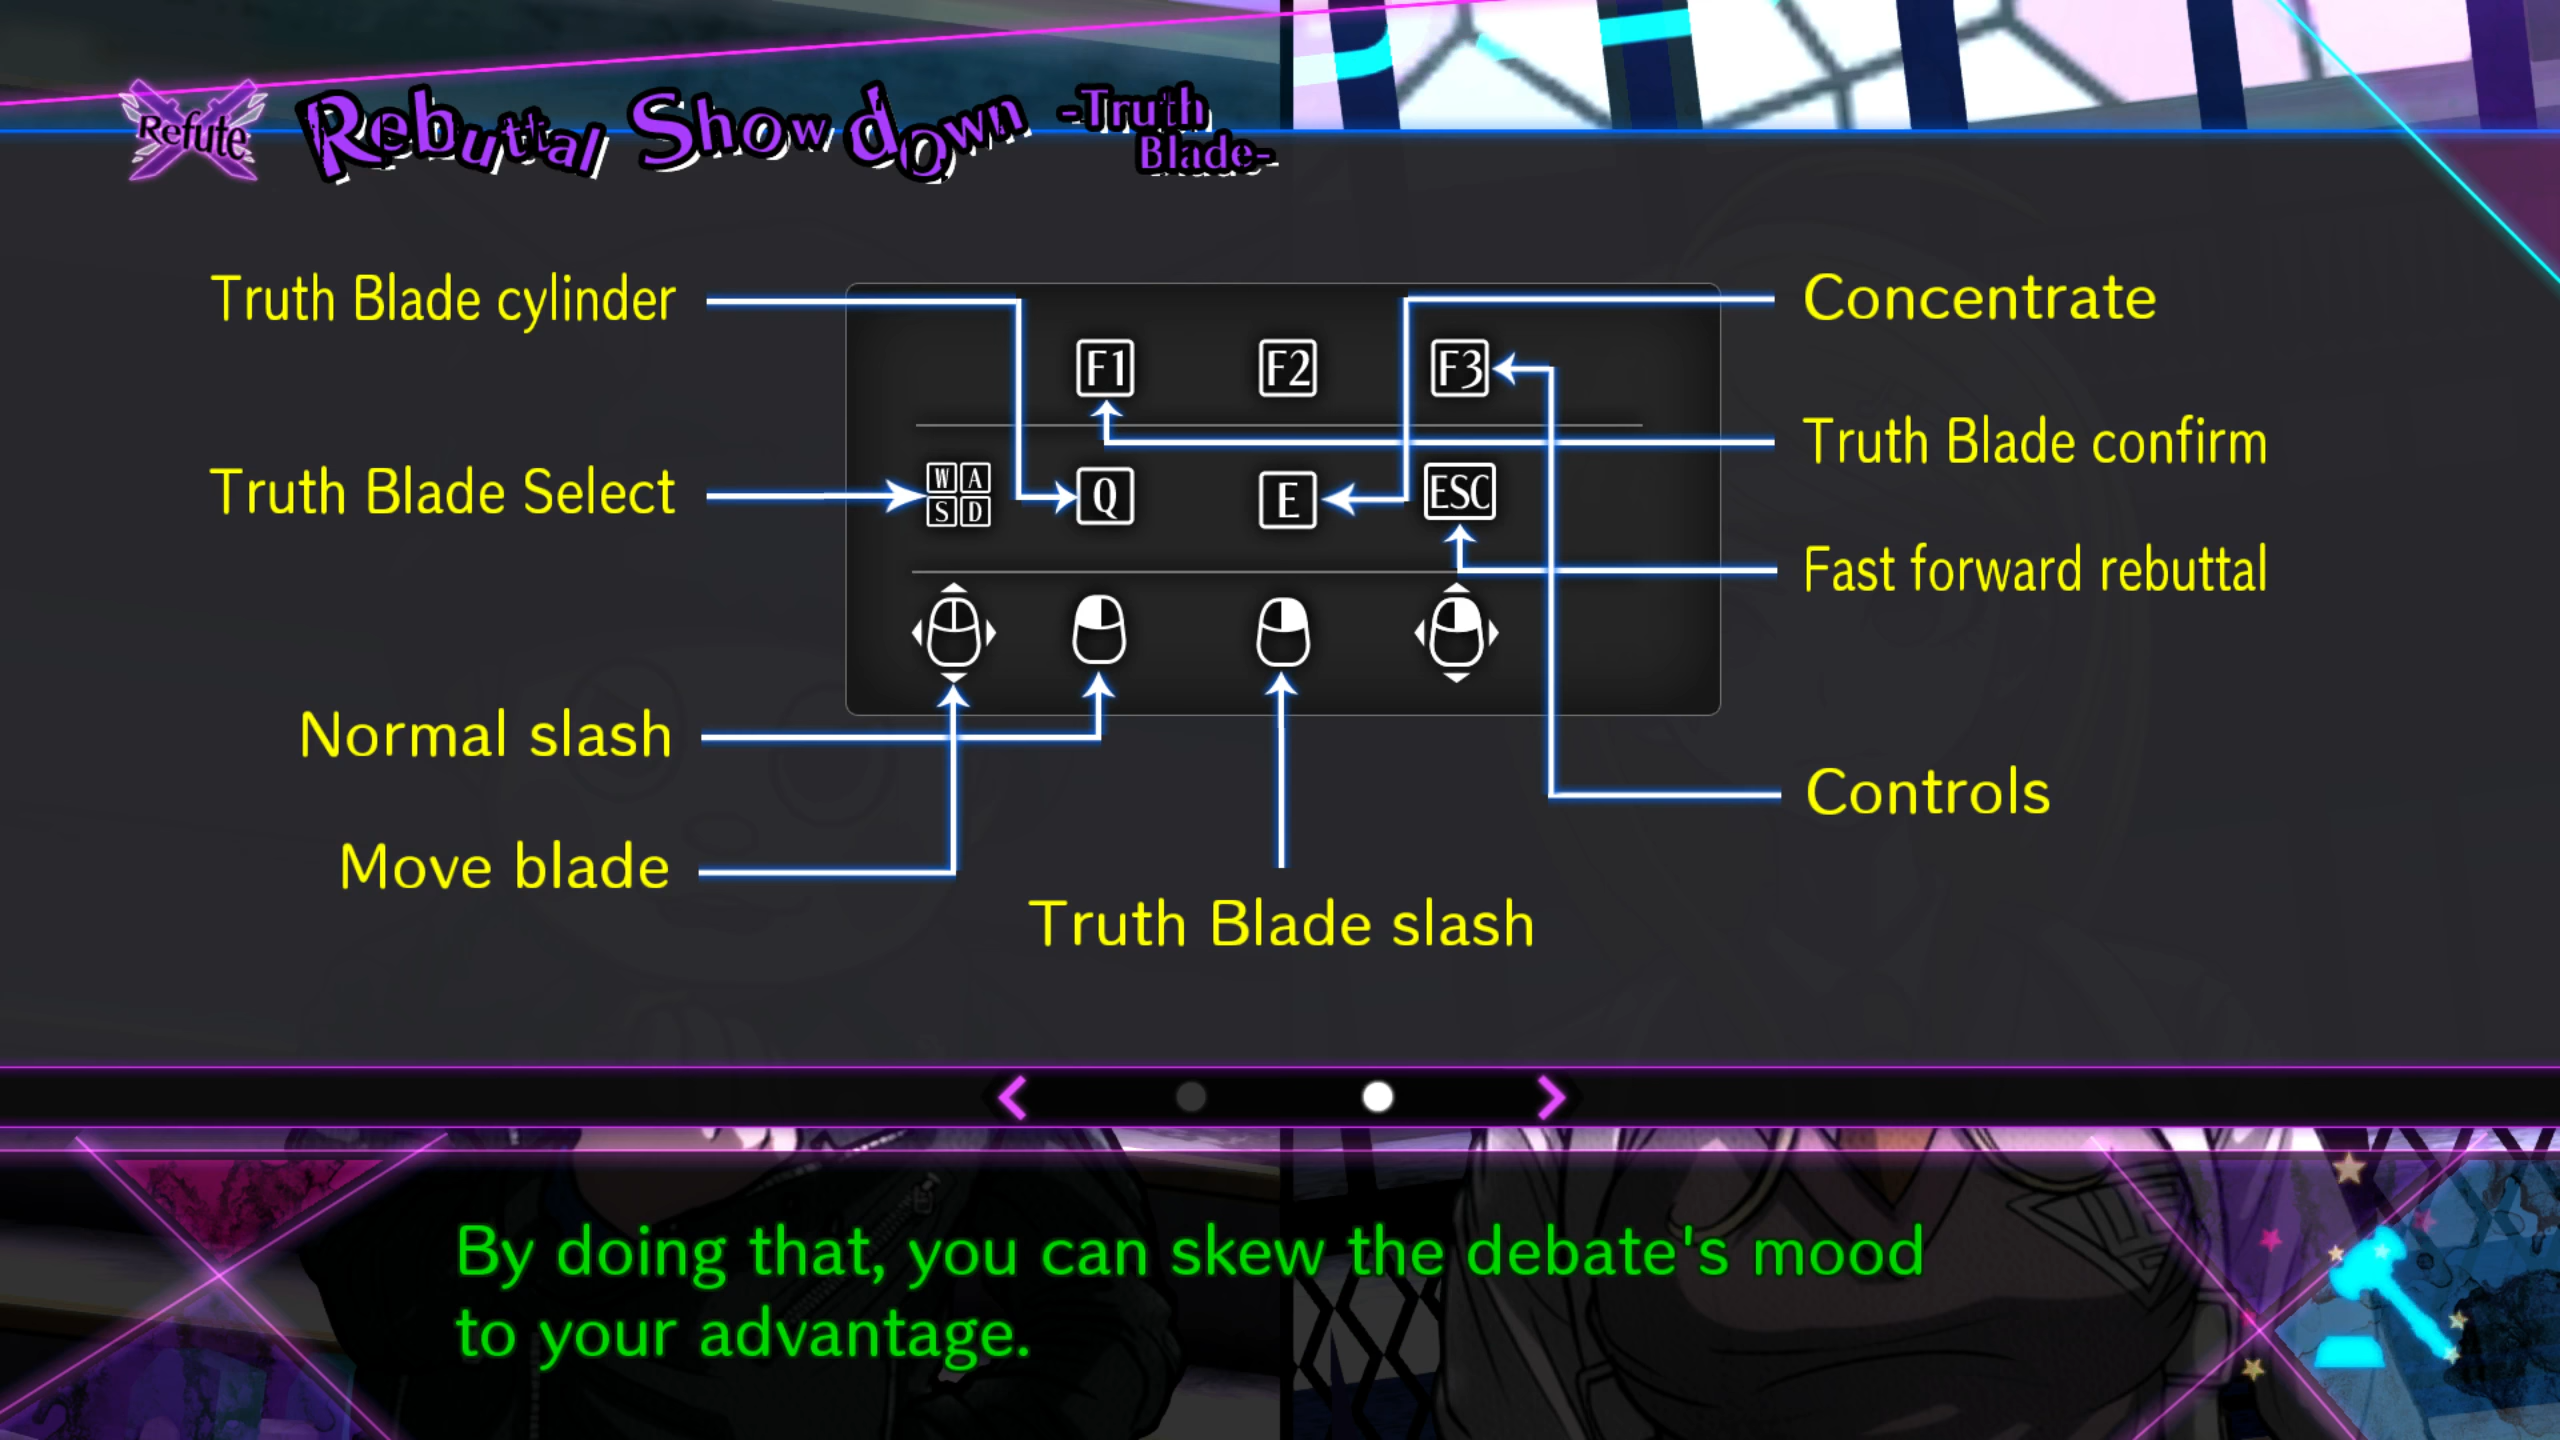 Refute
Rebuttal Showdown
-Truth
Blade-
Truth Blade cylinder
Concentrate
F1
F2
F3
Truth Blade confirm
Truth Blade Select
W A
S D
Q
E
ESC
Fast forward rebuttal
Normal slash
Controls
Move blade
Truth Blade slash
By doing that, you can skew the debate's mood
to your advantage.